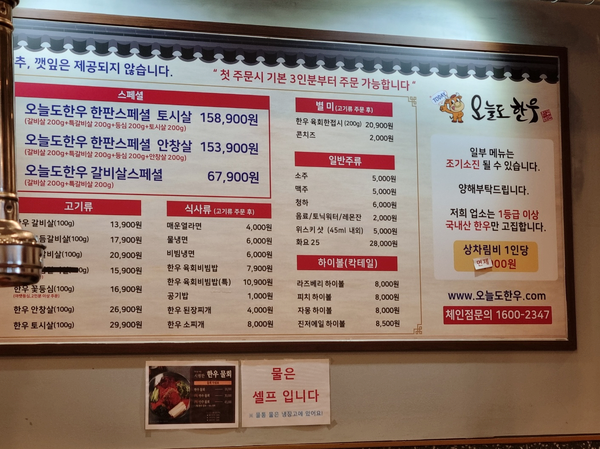 추, 깻잎은 제공되지 않습니다.
"첫 주문시 기본 3인분부터 주문 가능합니다"
스페셜
오늘도한우 한판스페셜 토시살 158,900원
(갈비살 200g+특갈비살 200g+등심 200g+토시살 200g)
오늘도한우 한판스페셜 안창살 153,900원
(갈비살 200g+특갈비살 200g+등심 200g+안창살 200g)
오늘도한우 갈비살스페셜 67,900원
(갈비살 200g+특갈비살 200g)
고기류
한우 갈비살(100g) 13,900원
갈비살(100g) 17,900원
(100g) 15,900원
한우 꽃등심(100g) 16,900원
한우 안창살(100g) 26,900원
한우 토시살(100g) 29,900원
식사류 (고기류 주문 후)
매운열라면 4,000원
물냉면 6,000원
비빔냉면 6,000원
한우 육회비빔밥 7,900원
한우 육회비빔밥(특) 10,900원
공기밥 1,000원
한우 된장찌개 4,000원
한우 소찌개 8,000원
별미(고기류 주문 후)
한우 육회한접시(200g) 20,900원
콘치즈 2,000원
일반주류
소주 5,000원
맥주 5,000원
청하 6,000원
음료/토닉워터/레몬잔 2,000원
위스키 샷 (45ml 내외) 5,000원
화요 25 28,000원
하이볼(칵테일)
라즈베리 하이볼 8,000원
피치 하이볼 8,000원
자몽 하이볼 8,000원
진저에일 하이볼 8,500원
오늘도 한우
일부 메뉴는
조기소진 될 수 있습니다.
양해부탁드립니다.
저희 업소는 1등급 이상
국내산 한우만 고집합니다.
상차림비 1인당
00원
www.오늘도한우.com
체인점문의 1600-2347
한우 물회
물은
셀프 입니다